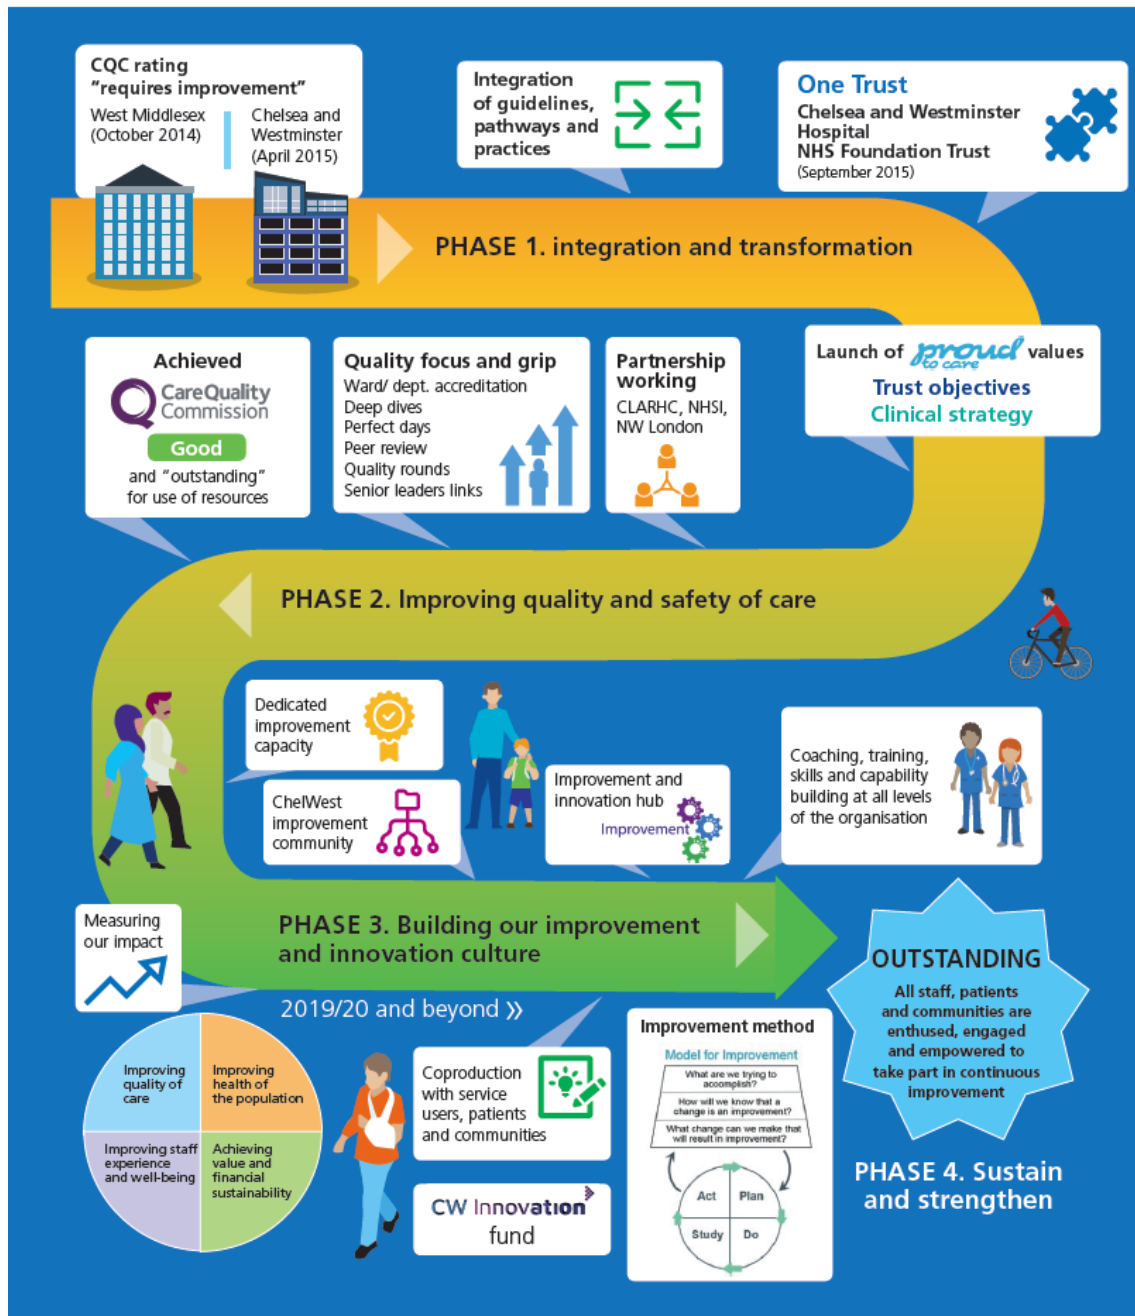 CQC rating
“requires improvement”
West Middlesex
(October 2014)
Chelsea and
Westminster
(April 2015)
Integration
of guidelines,
pathways and
practices
One Trust
Chelsea and Westminster
Hospital
NHS Foundation Trust
(September 2015)
PHASE 1. integration and transformation
Launch of proud to care values
Trust objectives
Clinical strategy
Achieved
CareQuality
Commission
Good
and “outstanding”
for use of resources
Quality focus and grip
Ward/ dept. accreditation
Deep dives
Perfect days
Peer review
Quality rounds
Senior leaders links
Partnership
working
CLARHC, NHSI,
NW London
PHASE 2. Improving quality and safety of care
Dedicated
improvement
capacity
ChelWest
improvement
community
Improvement and
innovation hub
Improvement
Coaching, training,
skills and capability
building at all levels
of the organisation
PHASE 3. Building our improvement
and innovation culture
Measuring
our impact
2019/20 and beyond »
OUTSTANDING
All staff, patients
and communities are
enthused, engaged
and empowered to
take part in continuous
improvement
PHASE 4. Sustain
and strengthen
Improving
quality of
care
Improving
health of
the population
Improving staff
experience
and well-being
Achieving
value and
financial
sustainability
Coproduction
with service
users, patients
and communities
CW Innovation
fund
Improvement method
Model for Improvement
What are we trying to
accomplish?
How will we know that a
change is an improvement?
What change can we make that
will result in improvement?
Act
Plan
Study
Do